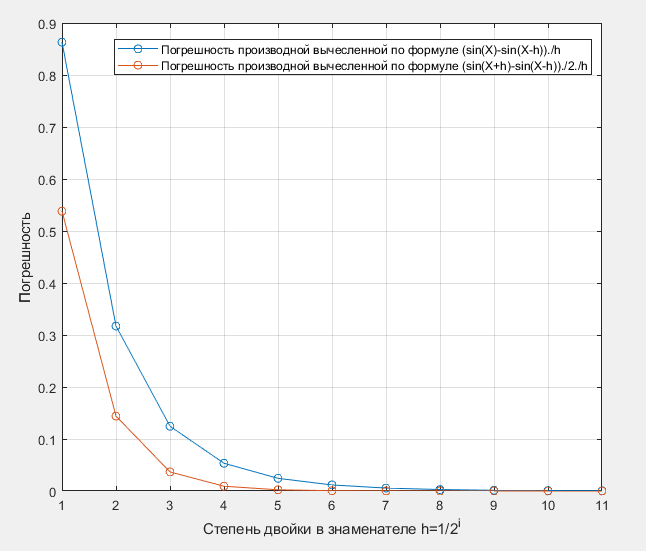 0.9
0.8
0.7
0.6
0.5
0.4
0.3
0.2
0.1
0
Погрешность
Погрешность производной вычесленной по формуле (sin(X)-sin(X-h))./h
Погрешность производной вычесленной по формуле (sin(X+h)-sin(X-h))./2./h
1 2 3 4 5 6 7 8 9 10 11
Степень двойки в знаменателе h=1/2^i